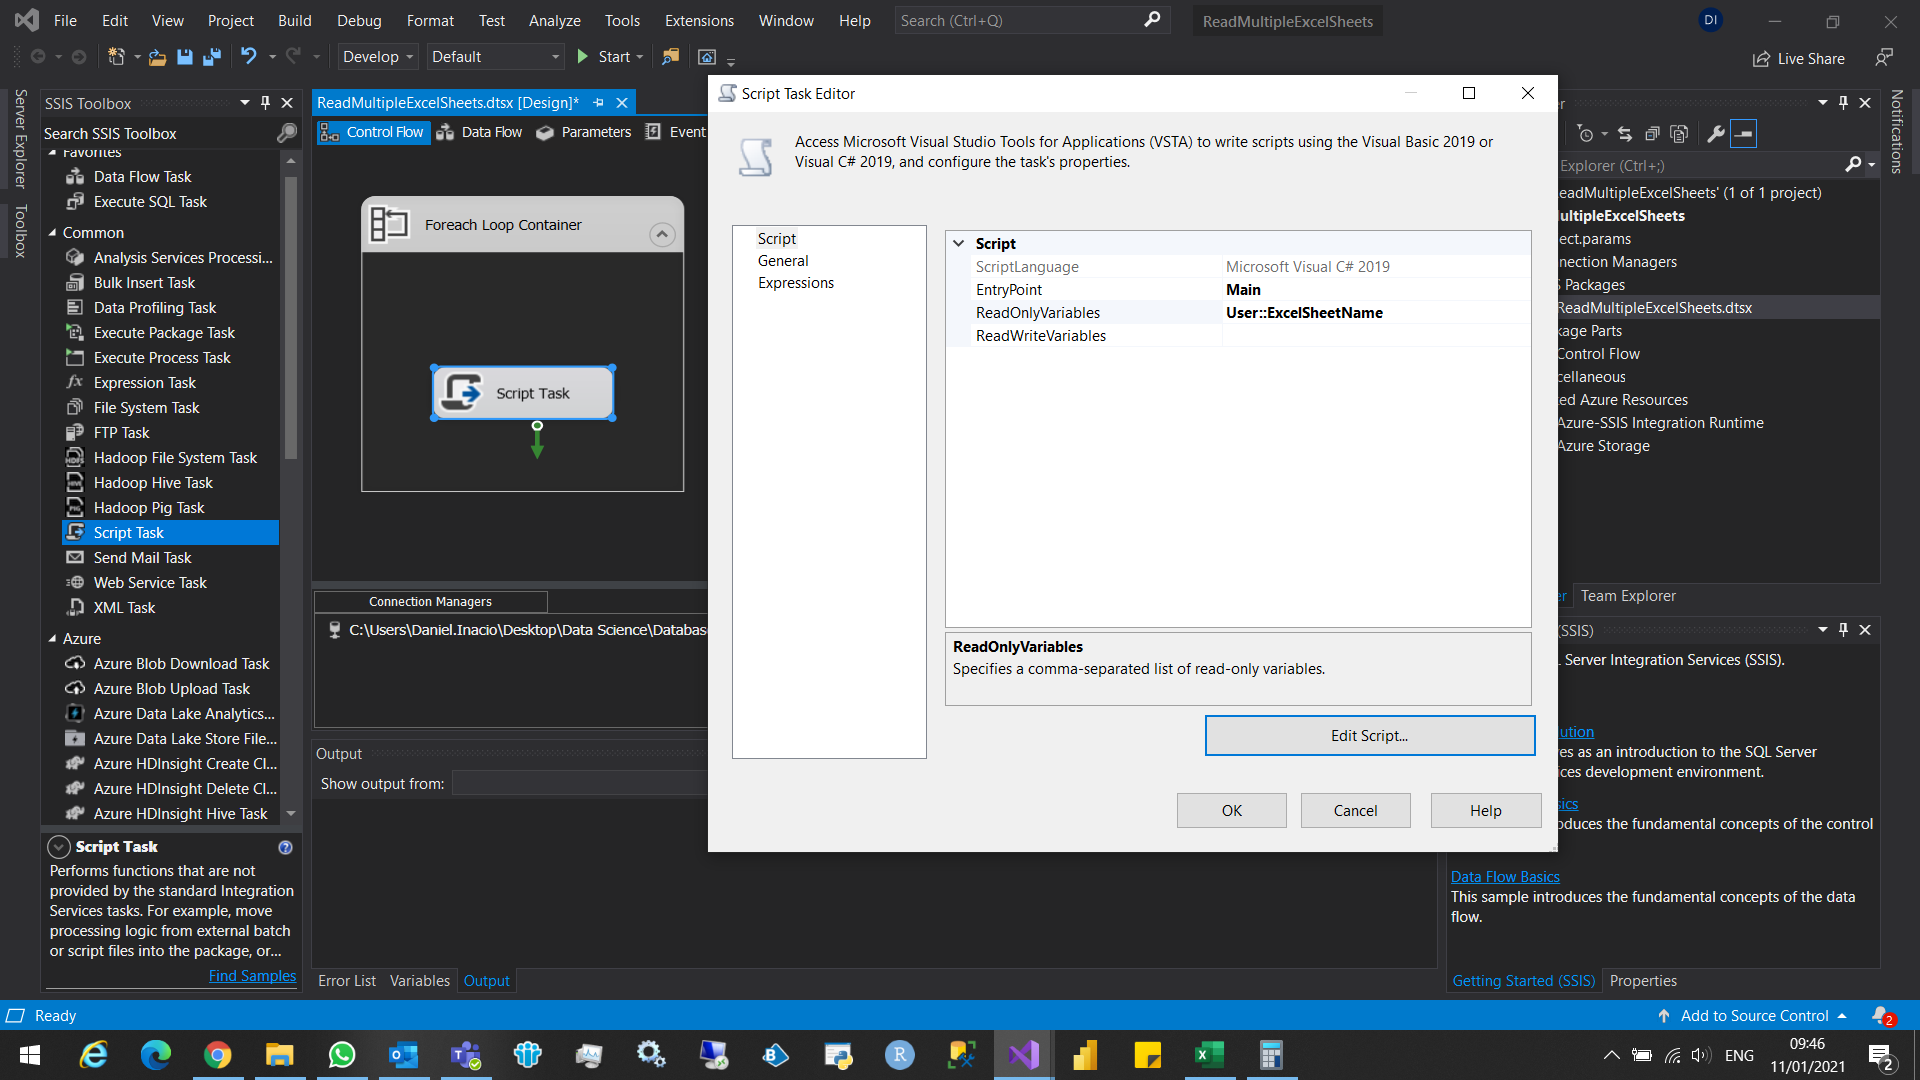 File Edit View Project Build Debug Format Test Analyze Tools Extensions Window Help Search (Ctrl+Q) ReadMultipleExcelSheets DI
Develop Default Start Live Share
Server Explorer
Toolbox
SSIS Toolbox
Search SSIS Toolbox
Favorites
Data Flow Task
Execute SQL Task
Common
Analysis Services Processi...
Bulk Insert Task
Data Profiling Task
Execute Package Task
Execute Process Task
Expression Task
File System Task
FTP Task
Hadoop File System Task
Hadoop Hive Task
Hadoop Pig Task
Script Task
Send Mail Task
Web Service Task
XML Task
Azure
Azure Blob Download Task
Azure Blob Upload Task
Azure Data Lake Analytics...
Azure Data Lake Store File...
Azure HDInsight Create Cl...
Azure HDInsight Delete Cl...
Azure HDInsight Hive Task
Script Task
Performs functions that are not
provided by the standard Integration
Services tasks. For example, move
processing logic from external batch
or script files into the package, or...
Find Samples
ReadMultipleExcelSheets.dtsx [Design]*
Control Flow Data Flow Parameters Event
Foreach Loop Container
Script Task
Connection Managers
C:\Users\Daniel.Inacio\Desktop\Data Science\Databas
Output
Show output from:
Error List Variables Output
Script Task Editor
Access Microsoft Visual Studio Tools for Applications (VSTA) to write scripts using the Visual Basic 2019 or
Visual C# 2019, and configure the task's properties.
Script
General
Expressions
Script
ScriptLanguage Microsoft Visual C# 2019
EntryPoint Main
ReadOnlyVariables User::ExcelSheetName
ReadWriteVariables
ReadOnlyVariables
Specifies a comma-separated list of read-only variables.
Edit Script...
OK Cancel Help
er
Explorer (Ctrl+;)
eadMultipleExcelSheets' (1 of 1 project)
ultipleExcelSheets
ect.params
nnection Managers
S Packages
ReadMultipleExcelSheets.dtsx
kage Parts
Control Flow
cellaneous
ed Azure Resources
Azure-SSIS Integration Runtime
Azure Storage
er Team Explorer
(SSIS)
L Server Integration Services (SSIS).
ution
es as an introduction to the SQL Server
ices development environment.
sics
oduces the fundamental concepts of the control
Data Flow Basics
This sample introduces the fundamental concepts of the data
flow.
Getting Started (SSIS) Properties
Notifications
Ready Add to Source Control 2
ENG 09:46
11/01/2021 2